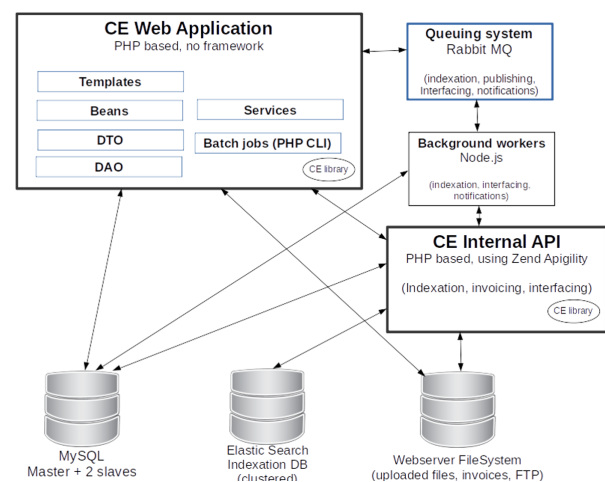 CE Web Application
PHP based, no framework
Templates
Beans
DTO
DAO
Services
Batch jobs (PHP CLI)
CE library
Queuing system
Rabbit MQ
(indexation, publishing,
Interfacing, notifications)
Background workers
Node.js
(indexation, interfacing,
notifications)
CE Internal API
PHP based, using Zend Apigility
(Indexation, invoicing, interfacing)
CE library
MySQL
Master + 2 slaves
Elastic Search
Indexation DB
(clustered)
Webserver FileSystem
(uploaded files, invoices, FTP)